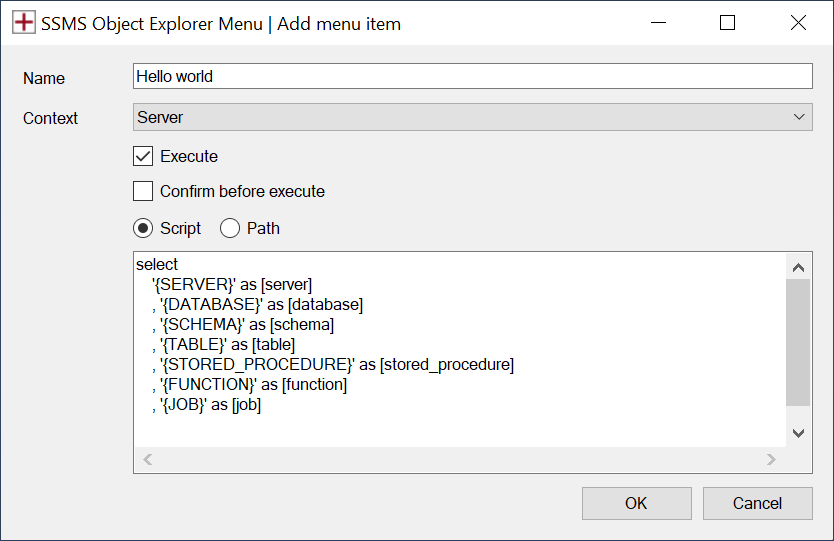 SSMS Object Explorer Menu | Add menu item
Name
Hello world
Context
Server
Execute
Confirm before execute
Script Path
select
    '{SERVER}' as [server]
    , '{DATABASE}' as [database]
    , '{SCHEMA}' as [schema]
    , '{TABLE}' as [table]
    , '{STORED_PROCEDURE}' as [stored_procedure]
    , '{FUNCTION}' as [function]
    , '{JOB}' as [job]
OK Cancel